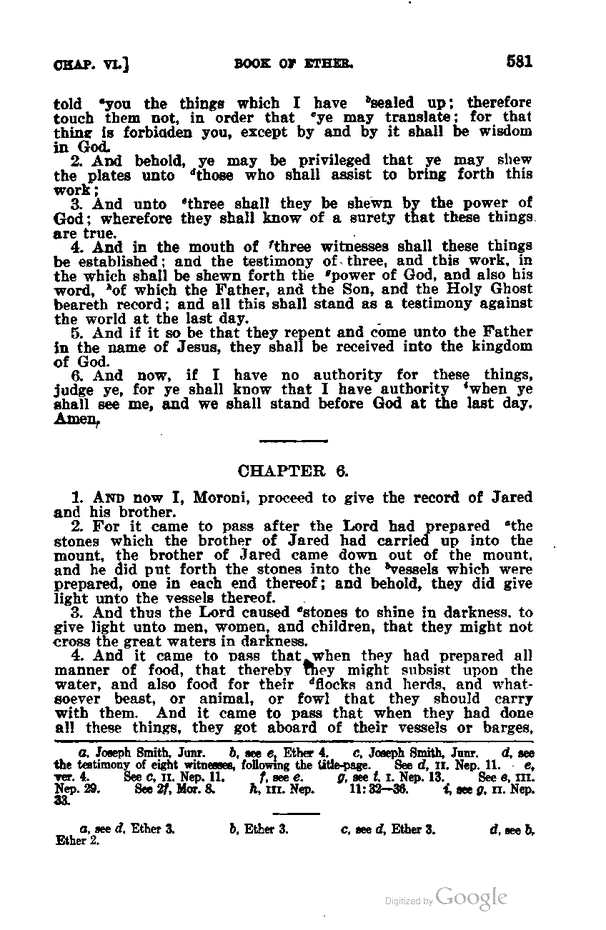 CHAP. VI.] BOOK OF ETHER. 581
told ᵃyou the things which I have ᵇsealed up; therefore
touch them not, in order that ᶜye may translate; for that
thing is forbidden you, except by and by it shall be wisdom
in God.
2. And behold, ye may be privileged that ye may shew
the plates unto ᵈthose who shall assist to bring forth this
work;
3. And unto ᵉthree shall they be shewn by the power of
God; wherefore they shall know of a surety that these things
are true.
4. And in the mouth of ᶠthree witnesses shall these things
be established; and the testimony of three, and this work, in
the which shall be shewn forth the ᵍpower of God, and also his
word, ʰof which the Father, and the Son, and the Holy Ghost
beareth record; and all this shall stand as a testimony against
the world at the last day.
5. And if it so be that they repent and come unto the Father
in the name of Jesus, they shall be received into the kingdom
of God.
6. And now, if I have no authority for these things,
judge ye, for ye shall know that I have authority ⁱwhen ye
shall see me, and we shall stand before God at the last day.
Amen.
CHAPTER 6.
1. AND now I, Moroni, proceed to give the record of Jared
and his brother.
2. For it came to pass after the Lord had prepared ᵃthe
stones which the brother of Jared had carried up into the
mount, the brother of Jared came down out of the mount,
and he did put forth the stones into the ᵇvessels which were
prepared, one in each end thereof; and behold, they did give
light unto the vessels thereof.
3. And thus the Lord caused ᶜstones to shine in darkness, to
give light unto men, women, and children, that they might not
cross the great waters in darkness.
4. And it came to pass that when they had prepared all
manner of food, that thereby they might subsist upon the
water, and also food for their ᵈflocks and herds, and what-
soever beast, or animal, or fowl that they should carry
with them. And it came to pass that when they had done
all these things, they got aboard of their vessels or barges,
a, Joseph Smith, Junr. b, see e, Ether 4. c, Joseph Smith, Junr. d, see
the testimony of eight witnesses, following the title-page. See d, II. Nep. 11. e,
ver. 4. See c, II. Nep. 11. f, see e. g, see t, I. Nep. 13. See e, III.
Nep. 29. See 2f, Mor. 8. h, III. Nep. 11:32—36. i, see g, II. Nep.
33.
a, see d, Ether 3. b, Ether 3. c, see d, Ether 3. d, see b,
Ether 2.
Digitized by Google